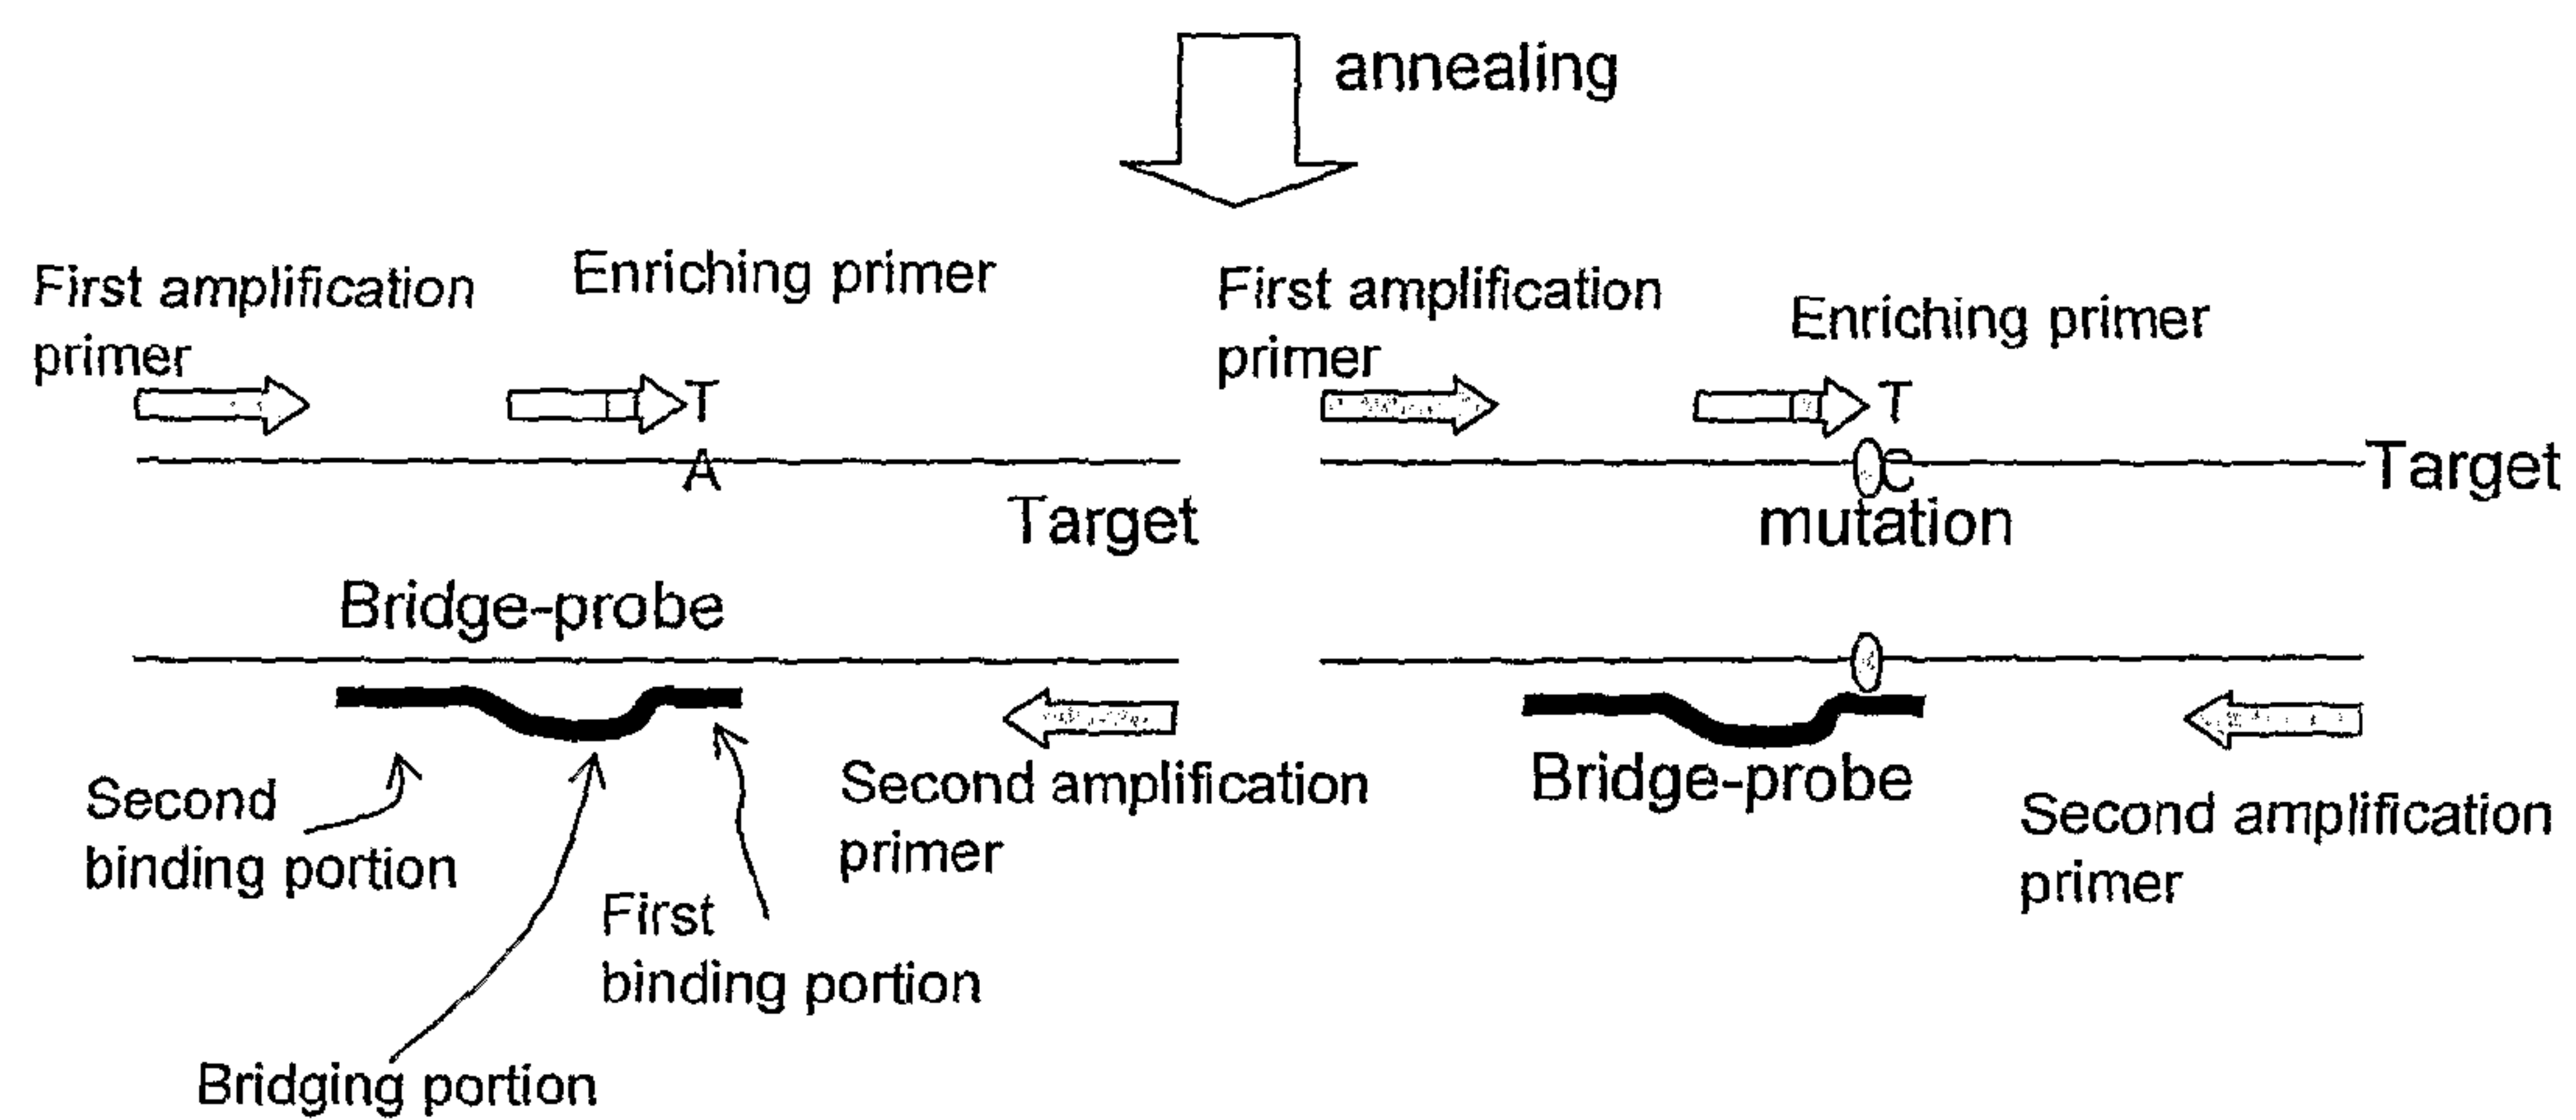 annealing
First amplification
primer
Enriching primer
T
A
Target
Bridge-probe
Second
binding portion
Bridging portion
First
binding portion
Second amplification
primer
First amplification
primer
Enriching primer
T
C
Target
mutation
Bridge-probe
Second amplification
primer